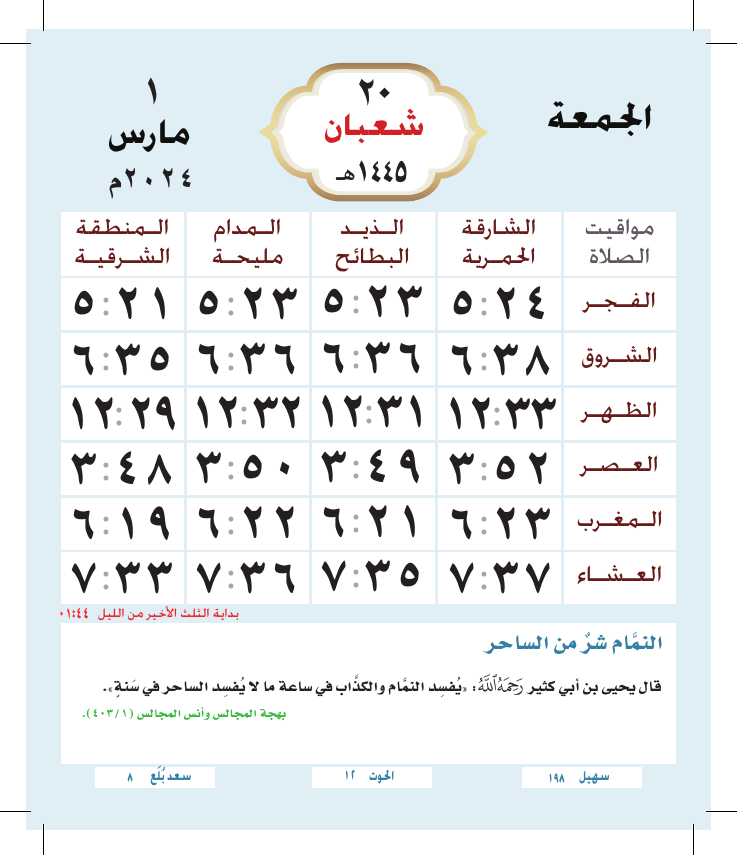 الجمعة
٢٠
شعبان
١٤٤٥هـ
١
مارس
٢٠٢٤م
مواقيت الصلاة
الشارقة الحمرية
الذيد البطائح
المدام مليحة
المنطقة الشرقية
الفجر ٥:٢٤ ٥:٢٣ ٥:٢٣ ٥:٢١
الشروق ٦:٣٨ ٦:٣٦ ٦:٣٦ ٦:٣٥
الظهر ١٢:٣٣ ١٢:٣١ ١٢:٣٢ ١٢:٢٩
العصر ٣:٥٢ ٣:٤٩ ٣:٥٠ ٣:٤٨
المغرب ٦:٢٣ ٦:٢١ ٦:٢٢ ٦:١٩
العشاء ٧:٣٧ ٧:٣٥ ٧:٣٦ ٧:٣٣
بداية الثلث الأخير من الليل ٠١:٤٤
النمَّام شرٌ من الساحر
قال يحيى بن أبي كثير رَحِمَهُ اللَّهُ: «يُفسِد النمَّام والكذَّاب في ساعة ما لا يُفسِد الساحر في سَنةٍ».
بهجة المجالس وأنس المجالس (٤٠٣/١).
سهيل ١٩٨
الحوت ١٢
سعد بُلَع ٨